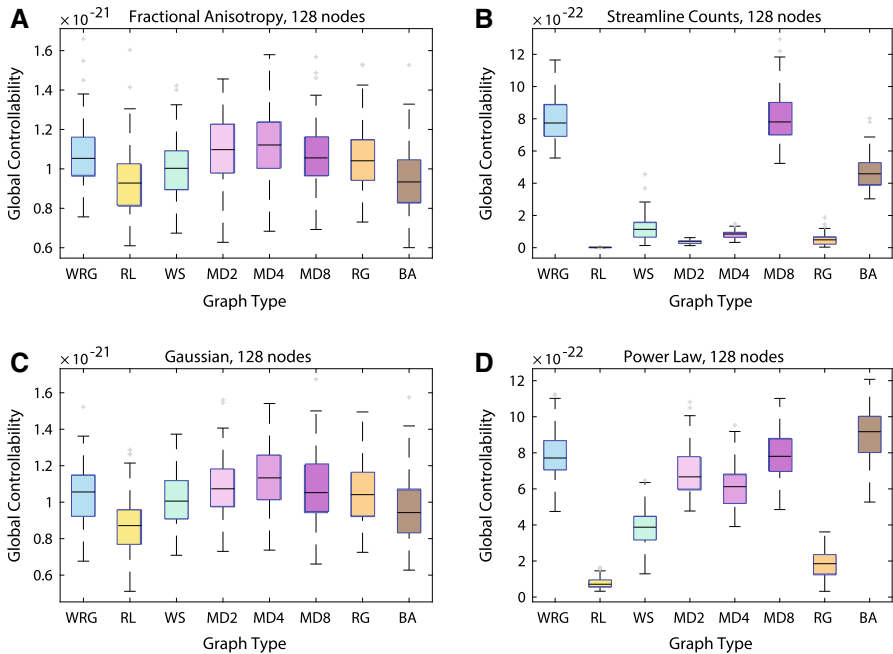 A
Fractional Anisotropy, 128 nodes
×10-21
Global Controllability
1.6
1.4
1.2
1
0.8
0.6
WRG RL WS MD2 MD4 MD8 RG BA
Graph Type
B
Streamline Counts, 128 nodes
×10-22
Global Controllability
12
10
8
6
4
2
0
WRG RL WS MD2 MD4 MD8 RG BA
Graph Type
C
Gaussian, 128 nodes
×10-21
Global Controllability
1.6
1.4
1.2
1
0.8
0.6
WRG RL WS MD2 MD4 MD8 RG BA
Graph Type
D
Power Law, 128 nodes
×10-22
Global Controllability
12
10
8
6
4
2
0
WRG RL WS MD2 MD4 MD8 RG BA
Graph Type